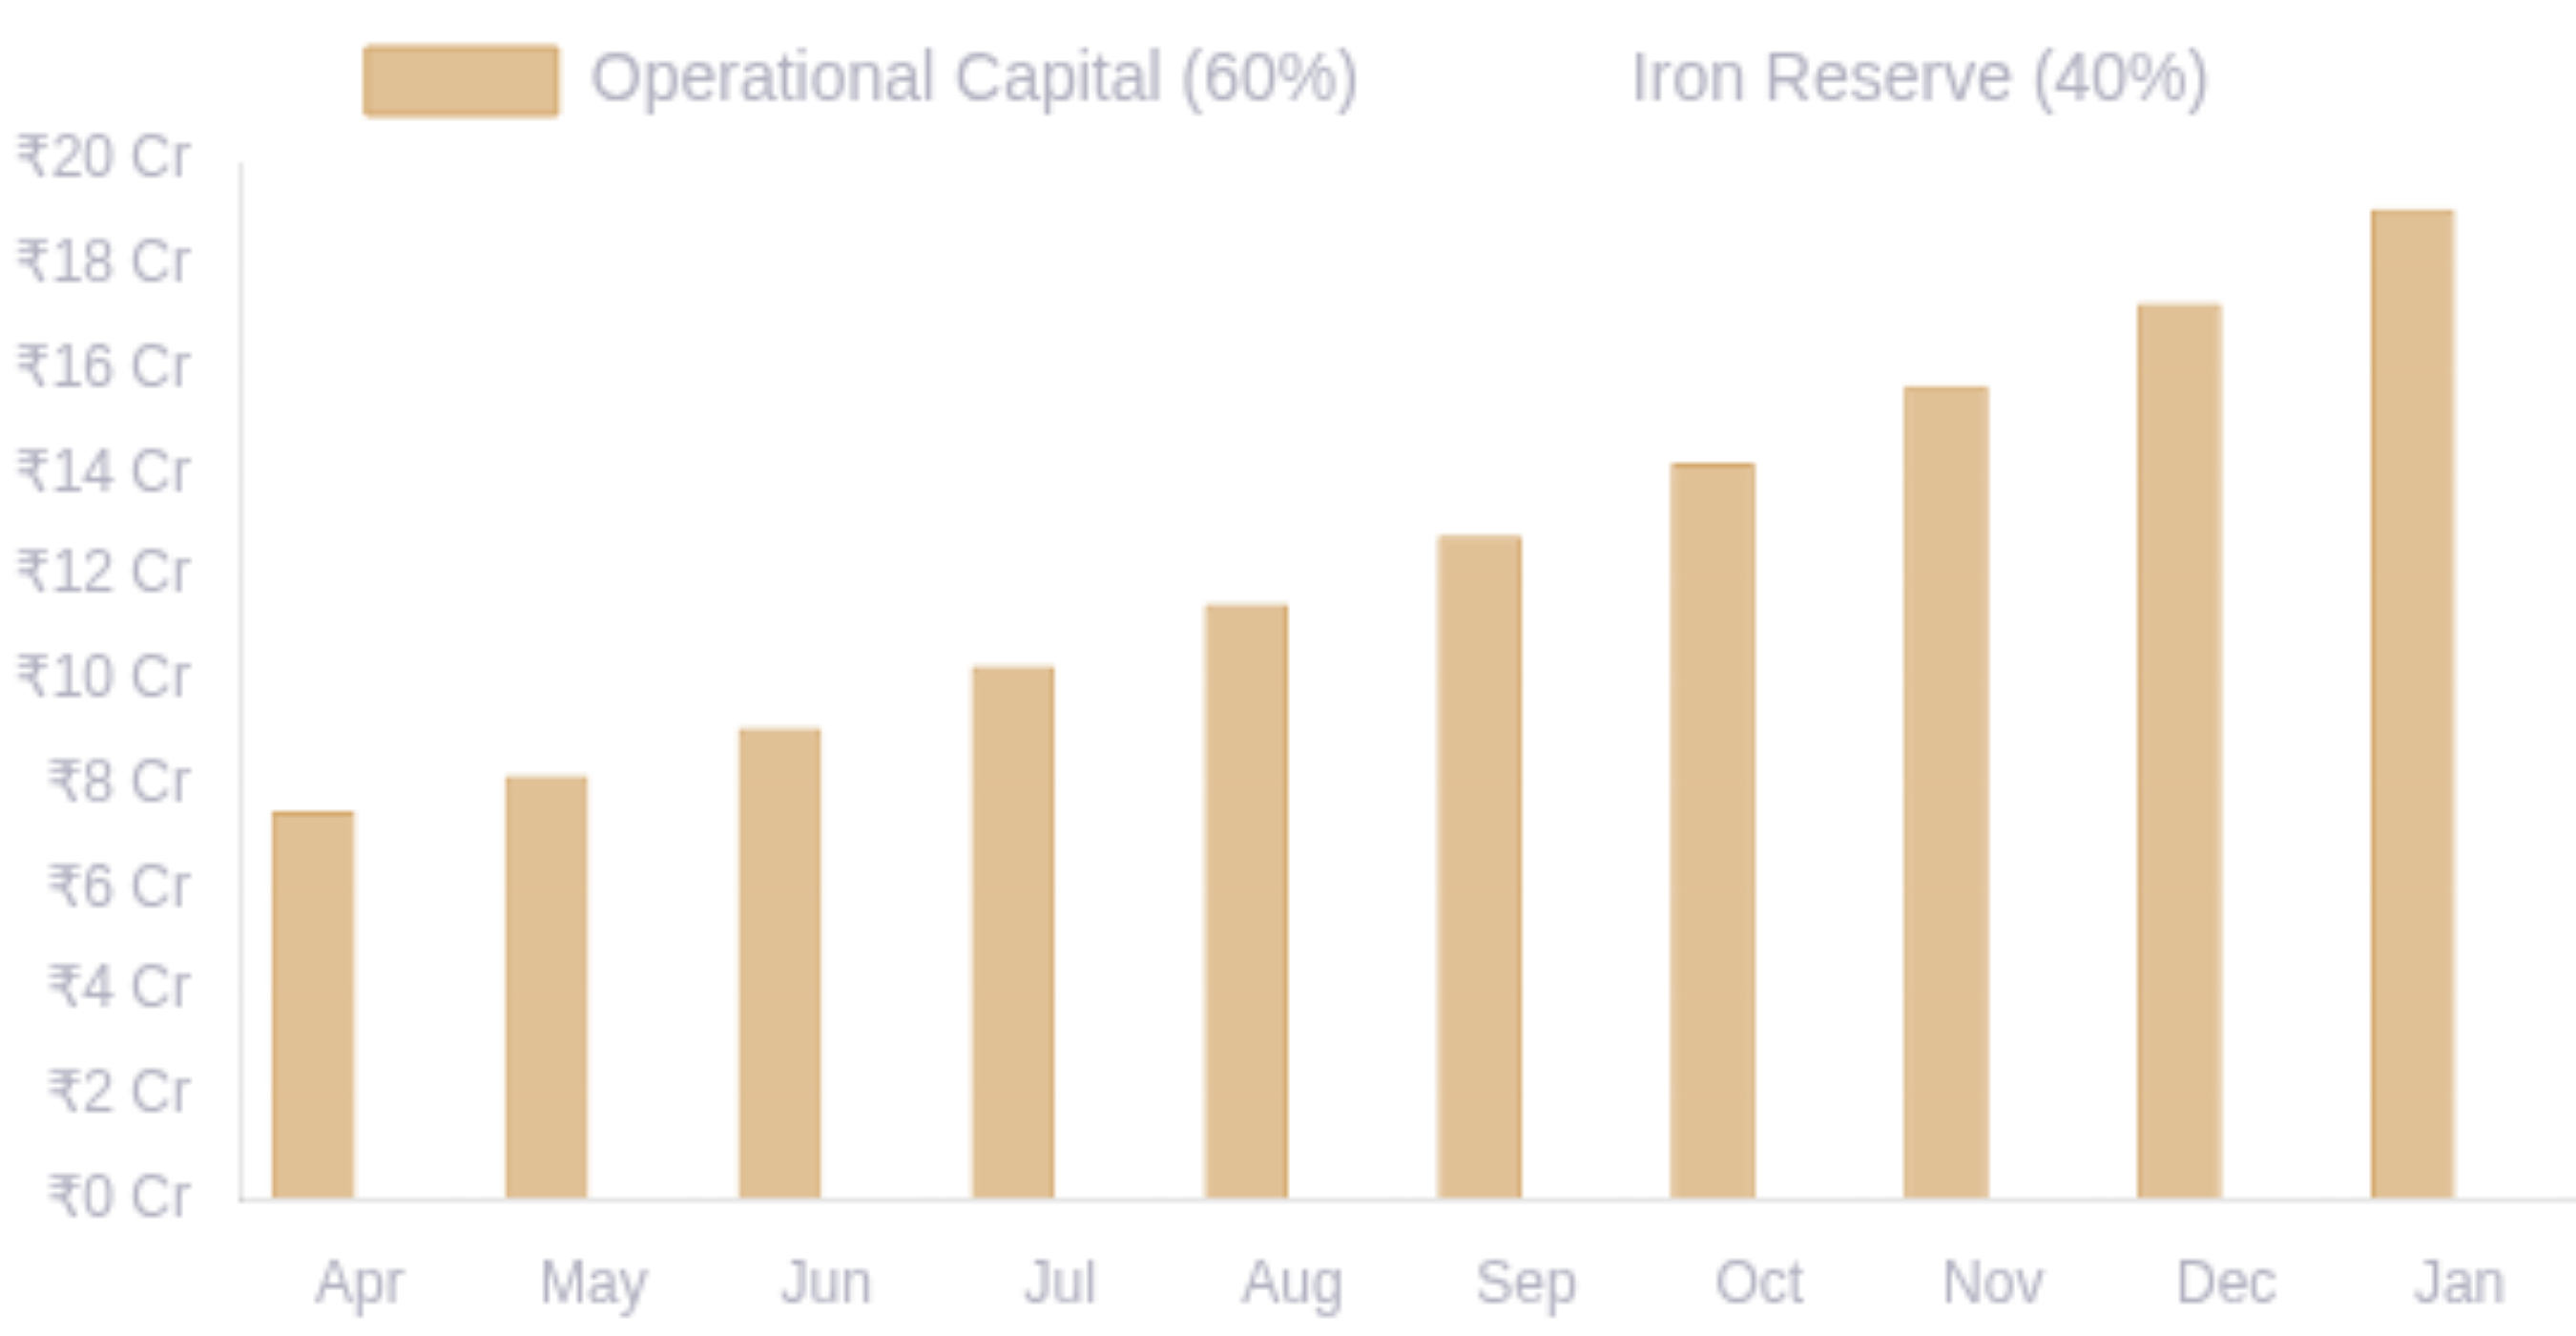 Operational Capital (60%) Iron Reserve (40%)
₹20 Cr
₹18 Cr
₹16 Cr
₹14 Cr
₹12 Cr
₹10 Cr
₹8 Cr
₹6 Cr
₹4 Cr
₹2 Cr
₹0 Cr
Apr May Jun Jul Aug Sep Oct Nov Dec Jan